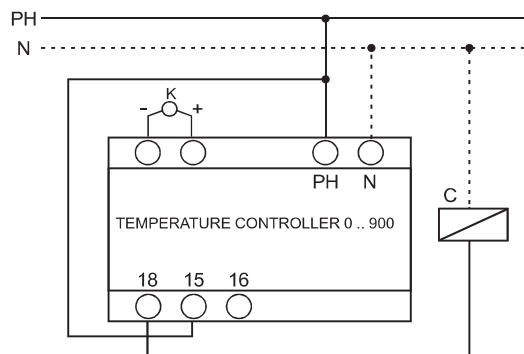 PH
N
K
- +
PH N
C
TEMPERATURE CONTROLLER 0 .. 900
18 15 16